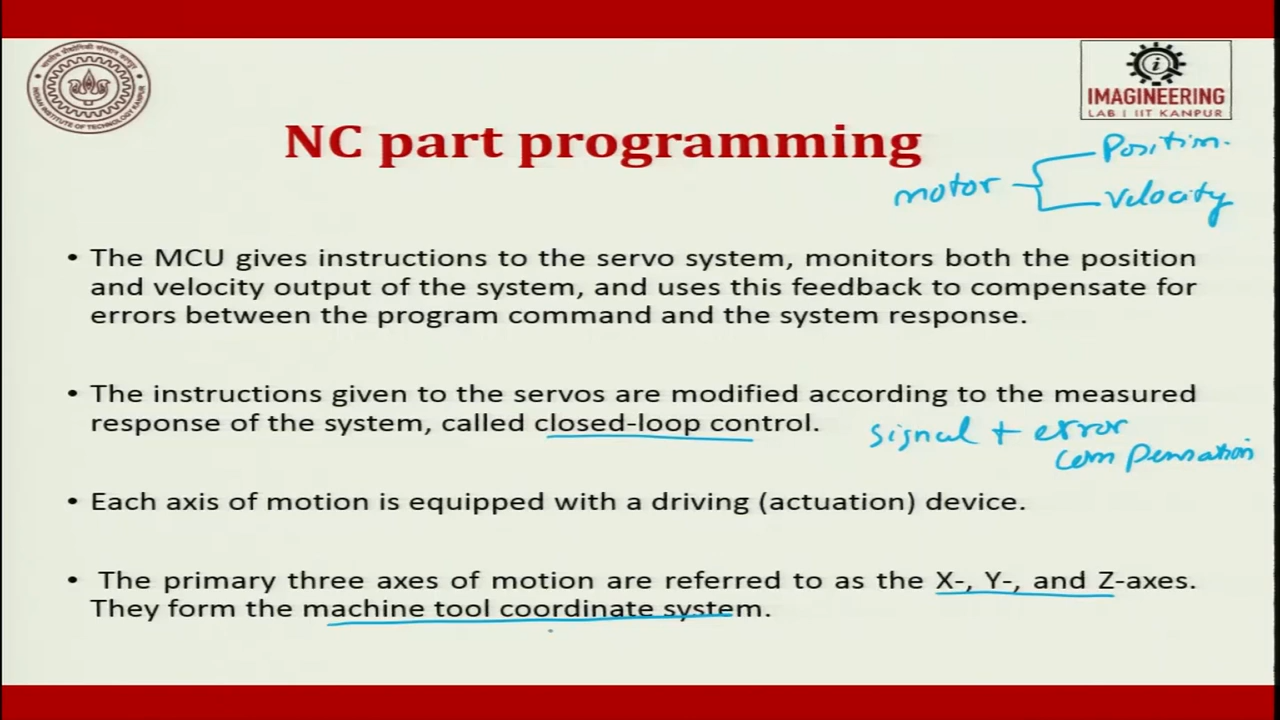 IMAGINEERING
LAB | IIT KANPUR
INDIAN INSTITUTE OF TECHNOLOGY KANPUR
NC part programming
Position.
motor
Velocity
• The MCU gives instructions to the servo system, monitors both the position
and velocity output of the system, and uses this feedback to compensate for
errors between the program command and the system response.
• The instructions given to the servos are modified according to the measured
response of the system, called closed-loop control.
signal + error
compensation
• Each axis of motion is equipped with a driving (actuation) device.
• The primary three axes of motion are referred to as the X-, Y-, and Z-axes.
They form the machine tool coordinate system.